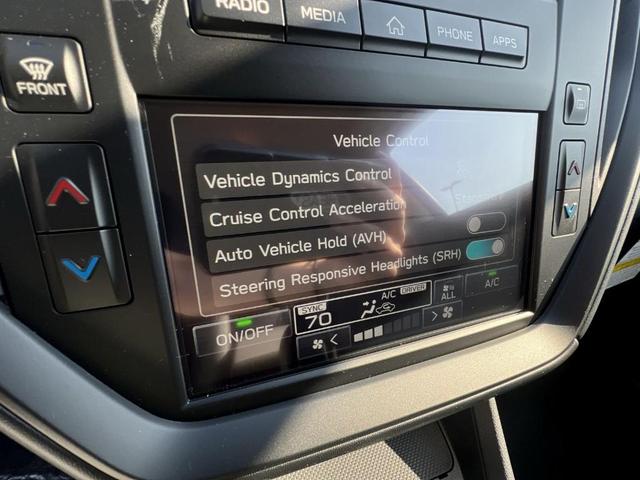 RADIO
MEDIA
PHONE
APPS
FRONT
Vehicle Control
Vehicle Dynamics Control
Cruise Control Acceleration
Auto Vehicle Hold (AVH)
Steering Responsive Headlights (SRH)
ON/OFF
SYNC
70
A/C
DRIVER
ALL
A/C